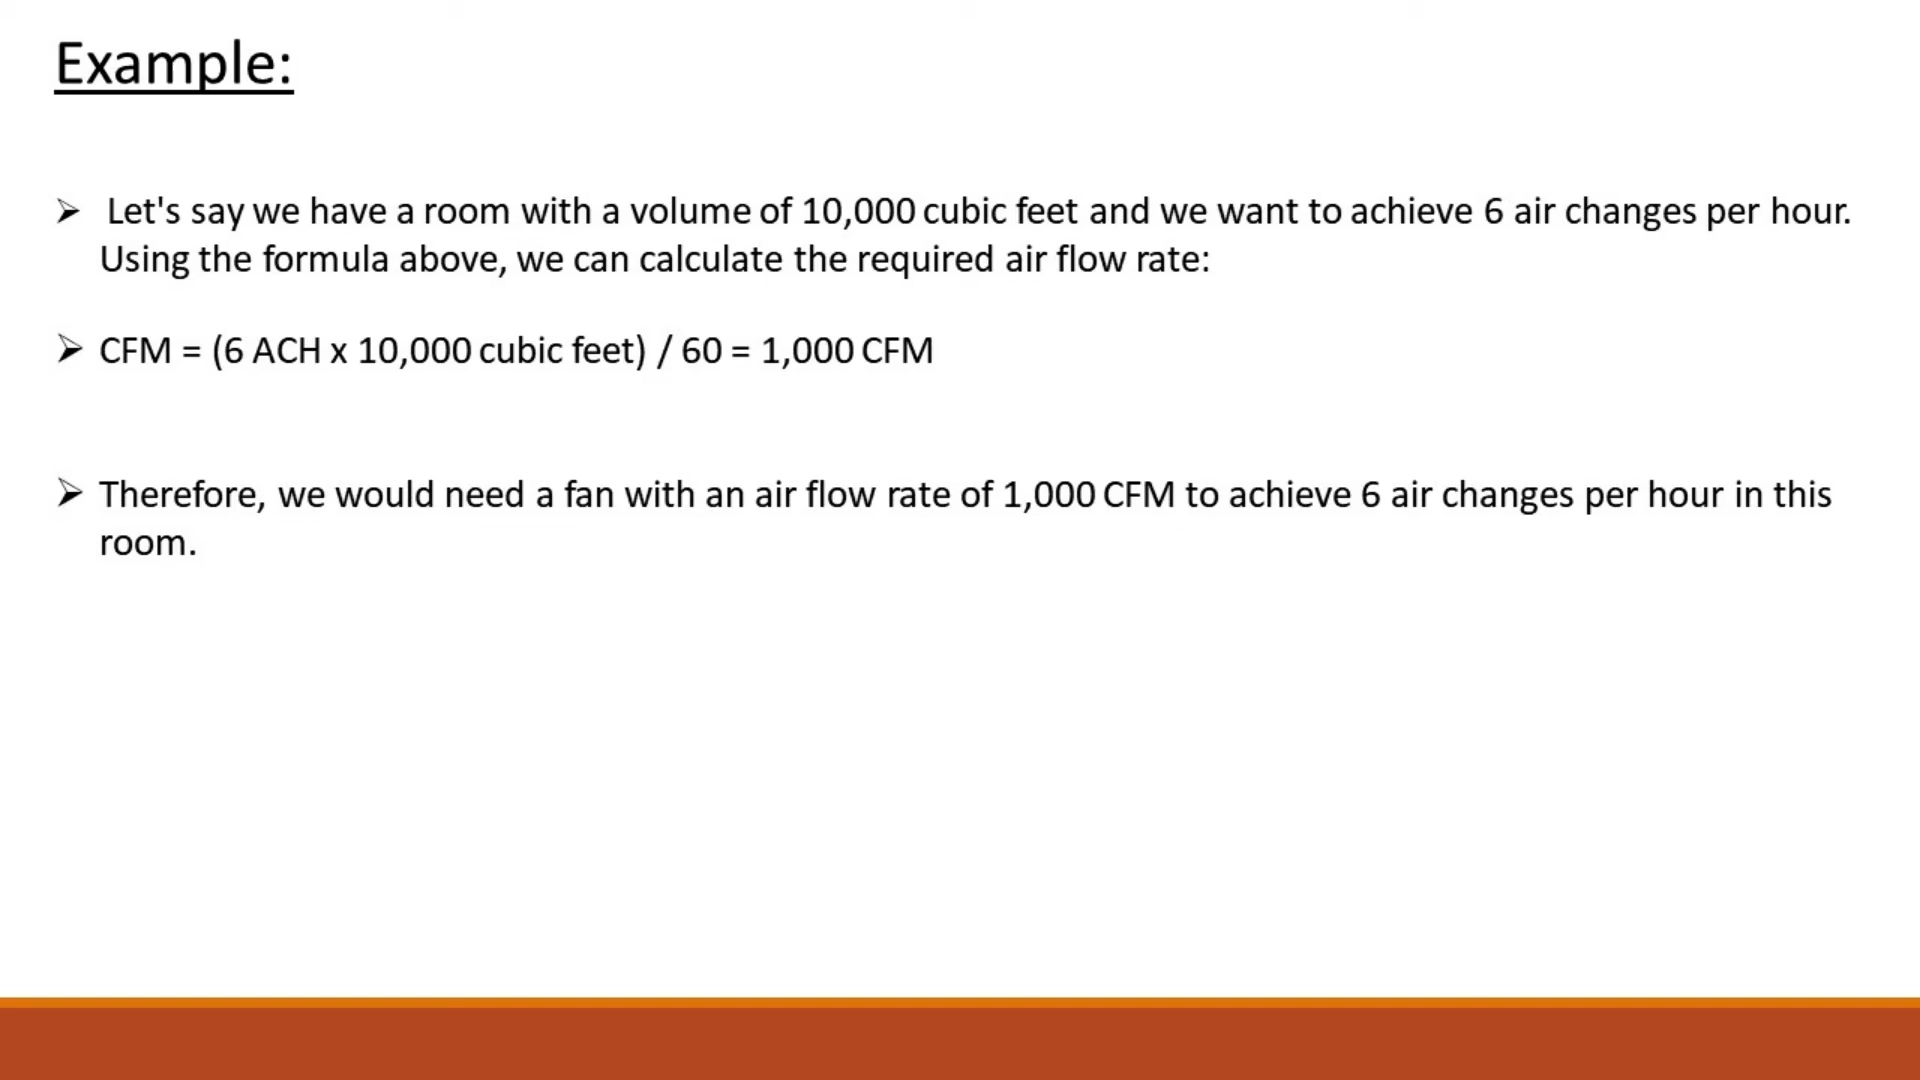 Example:
➢ Let's say we have a room with a volume of 10,000 cubic feet and we want to achieve 6 air changes per hour.
Using the formula above, we can calculate the required air flow rate:
➢ CFM = (6 ACH x 10,000 cubic feet) / 60 = 1,000 CFM
➢ Therefore, we would need a fan with an air flow rate of 1,000 CFM to achieve 6 air changes per hour in this
room.